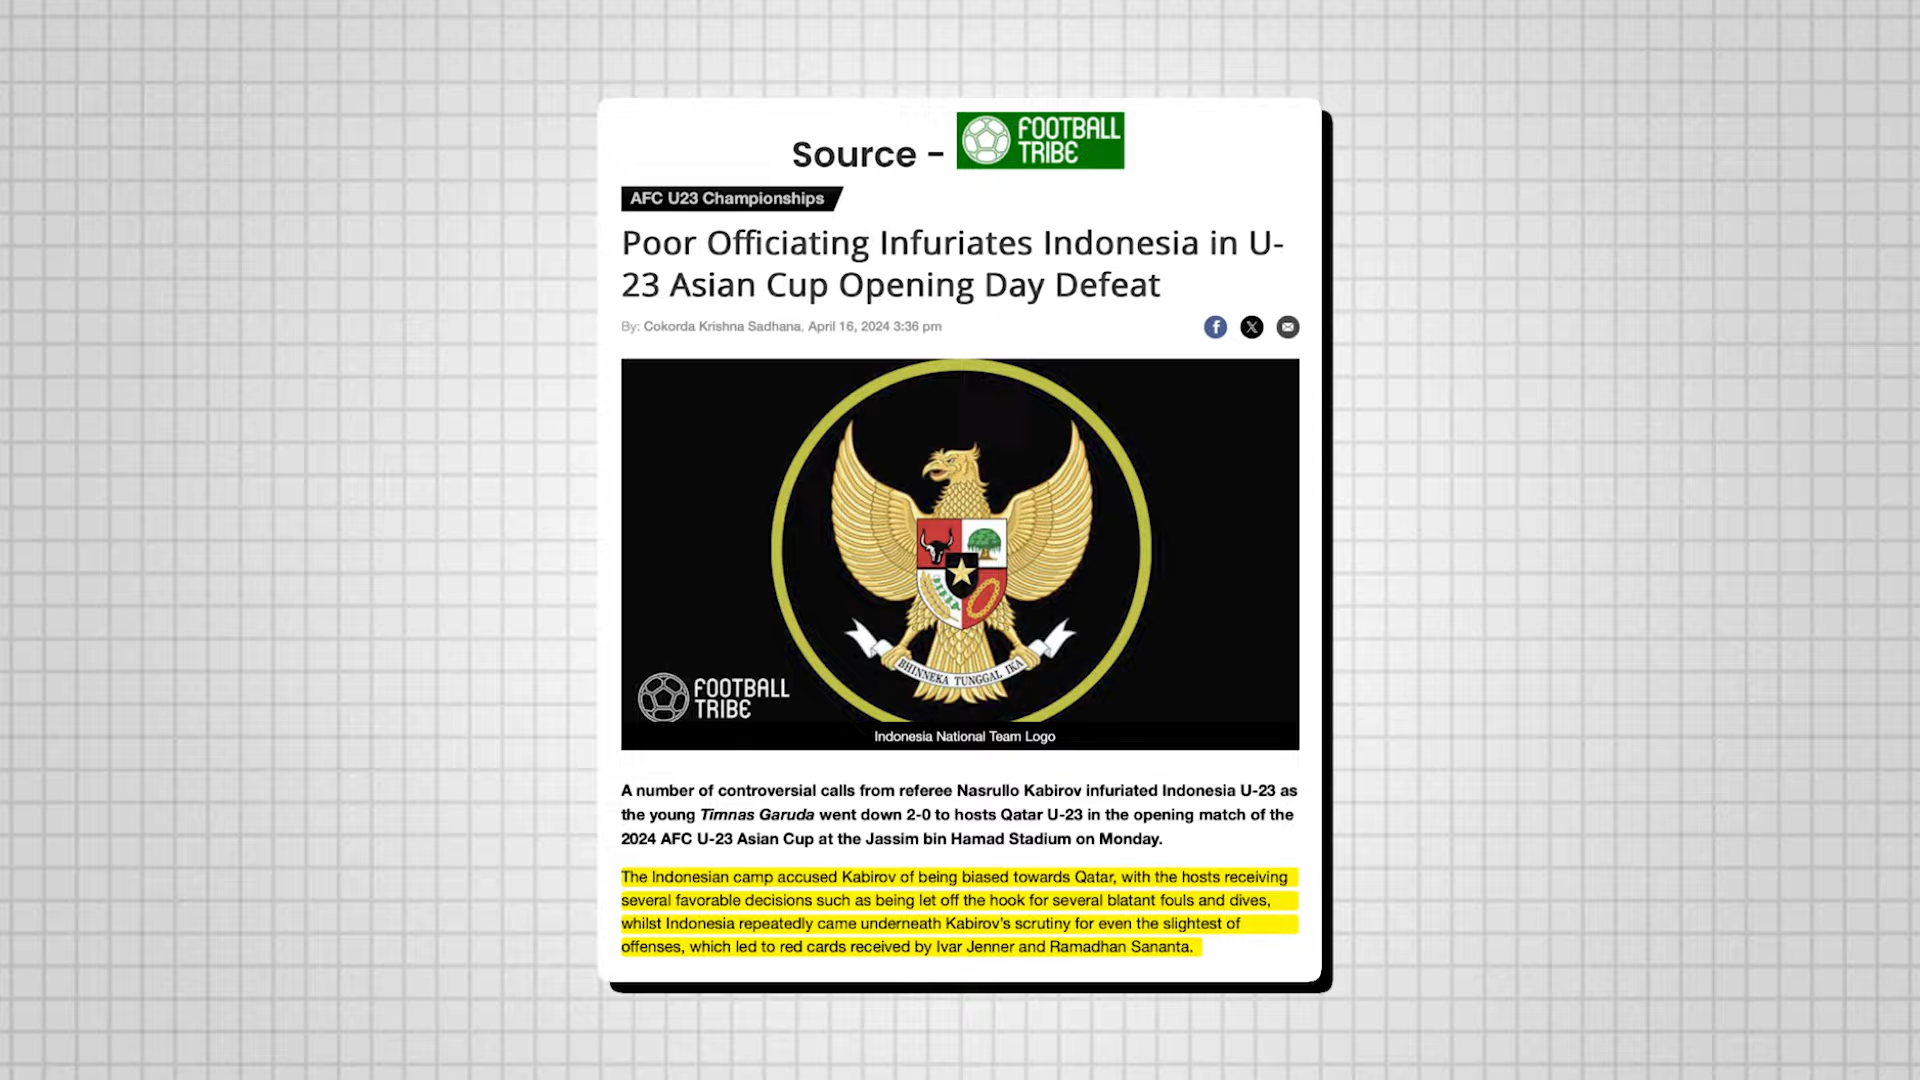 Source -
FOOTBALL
TRIBE
AFC U23 Championships
Poor Officiating Infuriates Indonesia in U-
23 Asian Cup Opening Day Defeat
By: Cokorda Krishna Sadhana, April 16, 2024 3:36 pm
f X
BHINNEKA TUNGGAL IKA
FOOTBALL
TRIBE
Indonesia National Team Logo
A number of controversial calls from referee Nasrullo Kabirov infuriated Indonesia U-23 as
the young Timnas Garuda went down 2-0 to hosts Qatar U-23 in the opening match of the
2024 AFC U-23 Asian Cup at the Jassim bin Hamad Stadium on Monday.
The Indonesian camp accused Kabirov of being biased towards Qatar, with the hosts receiving
several favorable decisions such as being let off the hook for several blatant fouls and dives,
whilst Indonesia repeatedly came underneath Kabirov's scrutiny for even the slightest of
offenses, which led to red cards received by Ivar Jenner and Ramadhan Sananta.